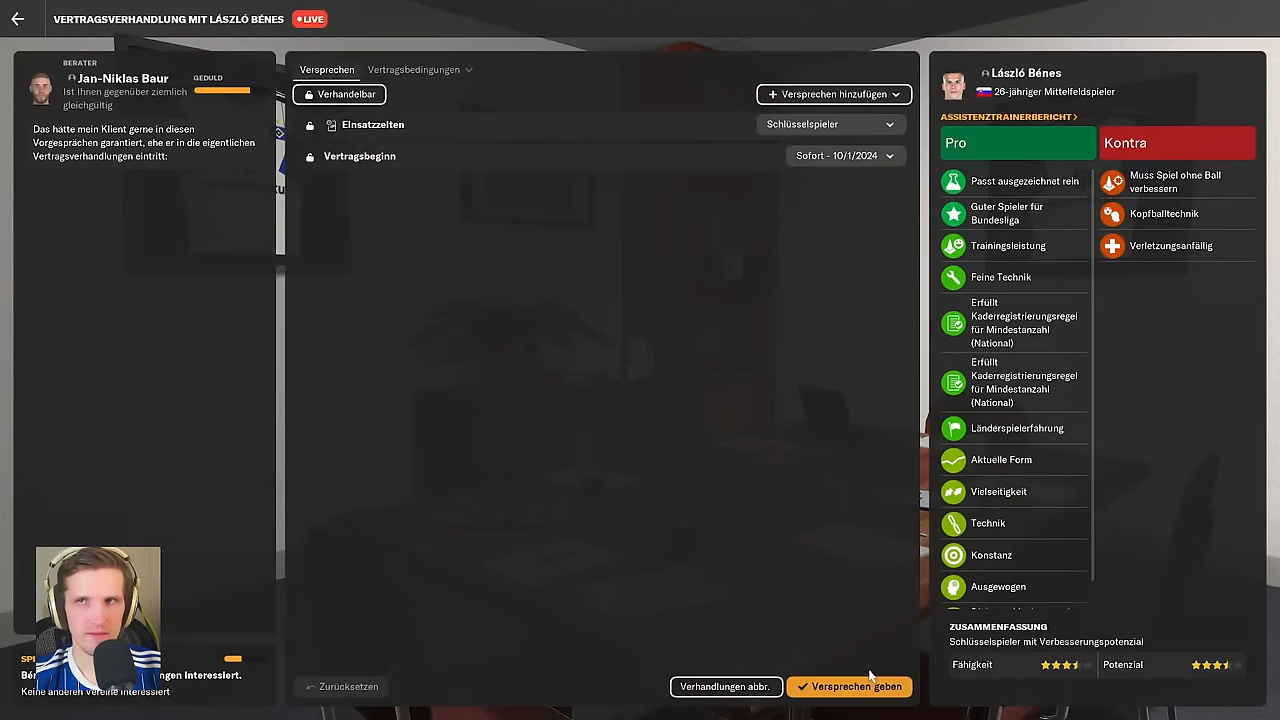 VERTRAGSVERHANDLUNG MIT LÁSZLÓ BÉNES
LIVE
BERATER
Jan-Niklas Baur
Ist Ihnen gegenüber ziemlich
gleichgültig
GEDULD
Das hätte mein Klient gerne in diesen
Vorgesprächen garantiert, ehe er in die eigentlichen
Vertragsverhandlungen eintritt:
Versprechen
Vertragsbedingungen
Verhandelbar
Versprechen hinzufügen
Einsatzzeiten
Schlüsselspieler
Vertragsbeginn
Sofort - 10/1/2024
László Bénes
26-jähriger Mittelfeldspieler
ASSISTENZTRAINERBERICHT
Pro
Kontra
Passt ausgezeichnet rein
Guter Spieler für
Bundesliga
Trainingsleistung
Feine Technik
Erfüllt
Kaderregistrierungsregel
für Mindestanzahl
(National)
Erfüllt
Kaderregistrierungsregel
für Mindestanzahl
(National)
Länderspielerfahrung
Aktuelle Form
Vielseitigkeit
Technik
Konstanz
Ausgewogen
Muss Spiel ohne Ball
verbessern
Kopfballtechnik
Verletzungsanfällig
ZUSAMMENFASSUNG
Schlüsselspieler mit Verbesserungspotenzial
Fähigkeit
Potenzial
interessiert.
Keine anderen Vereine interessiert
Zurücksetzen
Verhandlungen abbr.
Versprechen geben